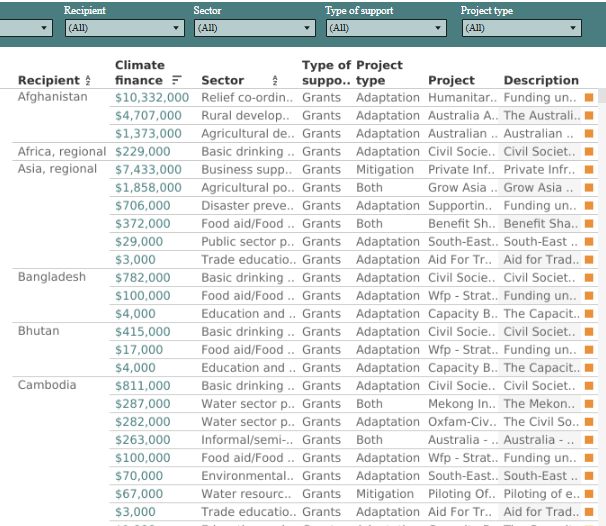 Recipient Sector Type of support Project type
(All) (All) (All) (All)
Climate Type of Project
Recipient finance Sector suppo.. type Project Description
Afghanistan $10,332,000 Relief co-ordin.. Grants Adaptation Humanitar.. Funding un..
$4,707,000 Rural develop.. Grants Adaptation Australia A.. The Australi..
$1,373,000 Agricultural de.. Grants Adaptation Australian .. Australian ..
Africa, regional $229,000 Basic drinking .. Grants Adaptation Civil Socie.. Civil Societ..
Asia, regional $7,433,000 Business supp.. Grants Mitigation Private Inf.. Private Infr..
$1,858,000 Agricultural po.. Grants Both Grow Asia .. Grow Asia ..
$706,000 Disaster preve.. Grants Adaptation Supportin.. Funding un..
$372,000 Food aid/Food .. Grants Both Benefit Sh.. Benefit Sha..
$29,000 Public sector p.. Grants Adaptation South-East.. South-East ..
$3,000 Trade educatio.. Grants Adaptation Aid For Tr.. Aid for Trad..
Bangladesh $782,000 Basic drinking .. Grants Adaptation Civil Socie.. Civil Societ..
$100,000 Food aid/Food .. Grants Adaptation Wfp - Strat.. Funding un..
$4,000 Education and .. Grants Adaptation Capacity B.. The Capacit..
Bhutan $415,000 Basic drinking .. Grants Adaptation Civil Socie.. Civil Societ..
$17,000 Food aid/Food .. Grants Adaptation Wfp - Strat.. Funding un..
$4,000 Education and .. Grants Adaptation Capacity B.. The Capacit..
Cambodia $811,000 Basic drinking .. Grants Adaptation Civil Socie.. Civil Societ..
$287,000 Water sector p.. Grants Both Mekong In.. The Mekon..
$282,000 Water sector p.. Grants Adaptation Oxfam-Civ.. The Civil So..
$263,000 Informal/semi-.. Grants Both Australia - .. Australia - ..
$100,000 Food aid/Food .. Grants Adaptation Wfp - Strat.. Funding un..
$70,000 Environmental.. Grants Adaptation South-East.. South-East ..
$67,000 Water resourc.. Grants Mitigation Piloting Of.. Piloting of e..
$3,000 Trade educatio.. Grants Adaptation Aid For Tr.. Aid for Trad..